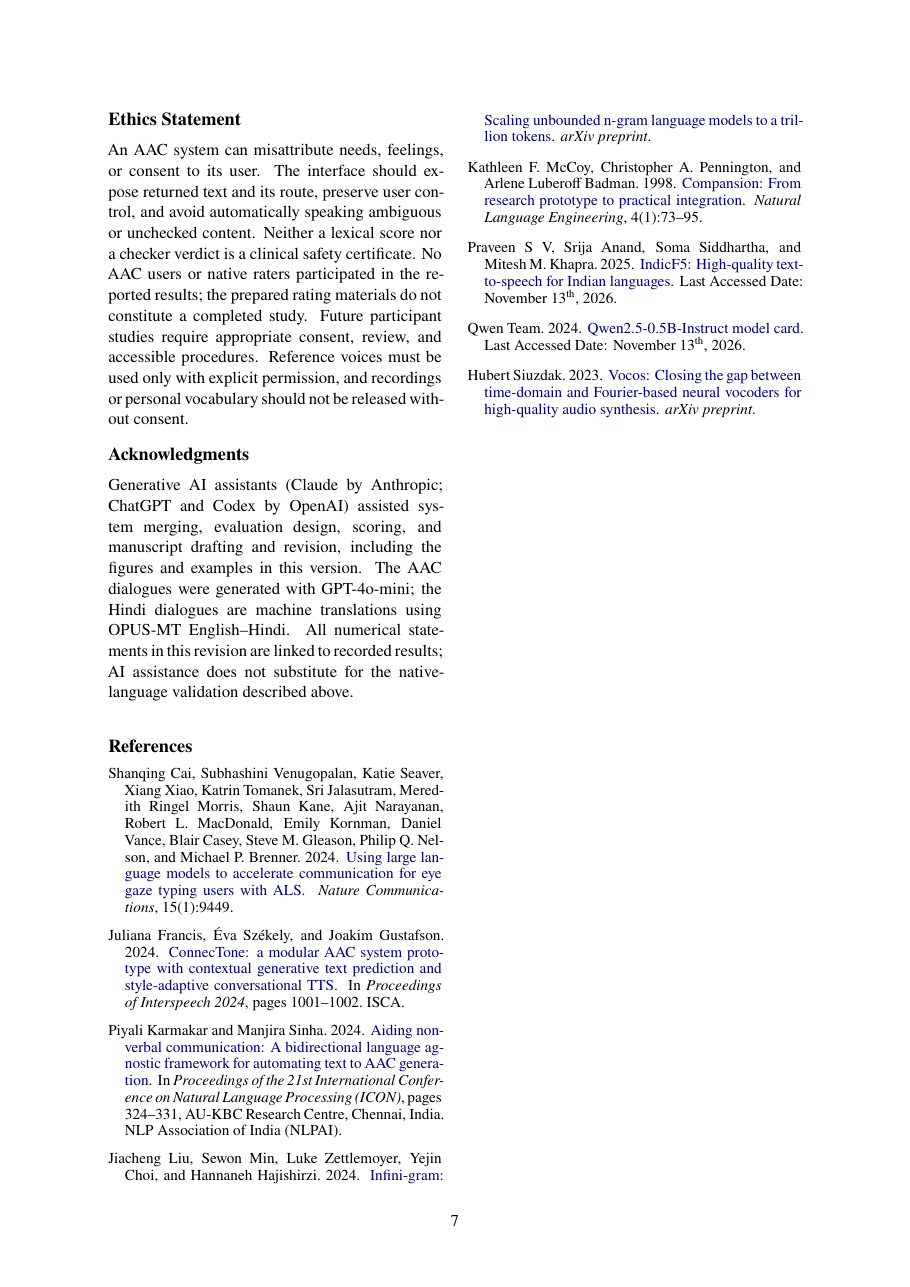 Ethics Statement
An AAC system can misattribute needs, feelings,
or consent to its user. The interface should ex-
pose returned text and its route, preserve user con-
trol, and avoid automatically speaking ambiguous
or unchecked content. Neither a lexical score nor
a checker verdict is a clinical safety certificate. No
AAC users or native raters participated in the re-
ported results; the prepared rating materials do not
constitute a completed study. Future participant
studies require appropriate consent, review, and
accessible procedures. Reference voices must be
used only with explicit permission, and recordings
or personal vocabulary should not be released with-
out consent.
Acknowledgments
Generative AI assistants (Claude by Anthropic;
ChatGPT and Codex by OpenAI) assisted sys-
tem merging, evaluation design, scoring, and
manuscript drafting and revision, including the
figures and examples in this version. The AAC
dialogues were generated with GPT-4o-mini; the
Hindi dialogues are machine translations using
OPUS-MT English–Hindi. All numerical state-
ments in this revision are linked to recorded results;
AI assistance does not substitute for the native-
language validation described above.
References
Shanqing Cai, Subhashini Venugopalan, Katie Seaver,
Xiang Xiao, Katrin Tomanek, Sri Jalasutram, Mered-
ith Ringel Morris, Shaun Kane, Ajit Narayanan,
Robert L. MacDonald, Emily Kornman, Daniel
Vance, Blair Casey, Steve M. Gleason, Philip Q. Nel-
son, and Michael P. Brenner. 2024. Using large lan-
guage models to accelerate communication for eye
gaze typing users with ALS. Nature Communica-
tions, 15(1):9449.
Juliana Francis, Éva Székely, and Joakim Gustafson.
2024. ConnecTone: a modular AAC system proto-
type with contextual generative text prediction and
style-adaptive conversational TTS. In Proceedings
of Interspeech 2024, pages 1001–1002. ISCA.
Piyali Karmakar and Manjira Sinha. 2024. Aiding non-
verbal communication: A bidirectional language ag-
nostic framework for automating text to AAC genera-
tion. In Proceedings of the 21st International Confer-
ence on Natural Language Processing (ICON), pages
324–331, AU-KBC Research Centre, Chennai, India.
NLP Association of India (NLPAI).
Jiacheng Liu, Sewon Min, Luke Zettlemoyer, Yejin
Choi, and Hannaneh Hajishirzi. 2024. Infini-gram:
Scaling unbounded n-gram language models to a tril-
lion tokens. arXiv preprint.
Kathleen F. McCoy, Christopher A. Pennington, and
Arlene Luberoff Badman. 1998. Compansion: From
research prototype to practical integration. Natural
Language Engineering, 4(1):73–95.
Praveen S V, Srija Anand, Soma Siddhartha, and
Mitesh M. Khapra. 2025. IndicF5: High-quality text-
to-speech for Indian languages. Last Accessed Date:
November 13th, 2026.
Qwen Team. 2024. Qwen2.5-0.5B-Instruct model card.
Last Accessed Date: November 13th, 2026.
Hubert Siuzdak. 2023. Vocos: Closing the gap between
time-domain and Fourier-based neural vocoders for
high-quality audio synthesis. arXiv preprint.
7